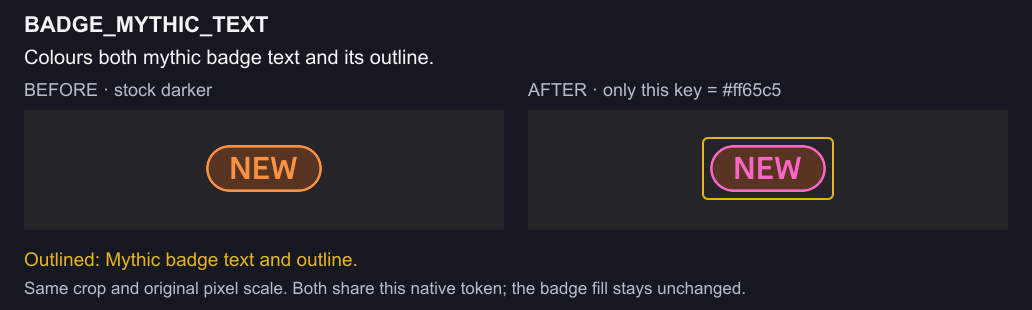 BADGE_MYTHIC_TEXT
Colours both mythic badge text and its outline.
BEFORE · stock darker
AFTER · only this key = #ff65c5
NEW
NEW
Outlined: Mythic badge text and outline.
Same crop and original pixel scale. Both share this native token; the badge fill stays unchanged.